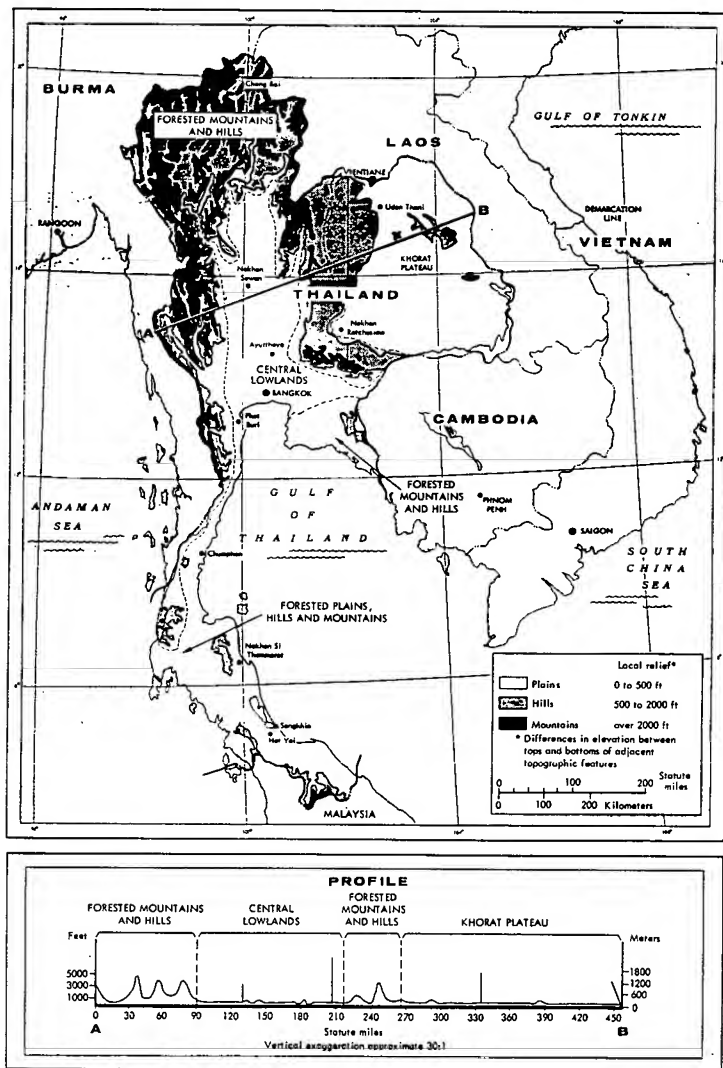 BURMA
Chang Rai
FORESTED MOUNTAINS
AND HILLS
GULF OF TONKIN
LAOS
VIENTIANE
Udon Thani
B
DEMARCATION
LINE
RANGOON
VIETNAM
KHORAT
PLATEAU
Nakhon
Sawan
THAILAND
A
Nakhon
Ratchasima
Ayutthaya
CENTRAL
LOWLANDS
BANGKOK
CAMBODIA
Phet
Buri
FORESTED
MOUNTAINS
AND HILLS
PHNOM
PENH
ANDAMAN
SEA
GULF
OF
THAILAND
SAIGON
SOUTH
CHINA
SEA
Chumphon
FORESTED PLAINS,
HILLS AND MOUNTAINS
Nakhon Si
Thammarat
Songkhla
Hat Yai
MALAYSIA
Local relief*
Plains 0 to 500 ft
Hills 500 to 2000 ft
Mountains over 2000 ft
* Differences in elevation between
tops and bottoms of adjacent
topographic features
0 100 200 Statute
miles
0 100 200 Kilometers
PROFILE
FORESTED MOUNTAINS
AND HILLS
CENTRAL
LOWLANDS
FORESTED
MOUNTAINS
AND HILLS
KHORAT PLATEAU
Feet
Meters
5000
3000
1000
1800
1200
600
0
0 30 60 90 120 150 180 210 240 270 300 330 360 390 420 450
A
Statute miles
B
Vertical exaggeration approximate 30:1